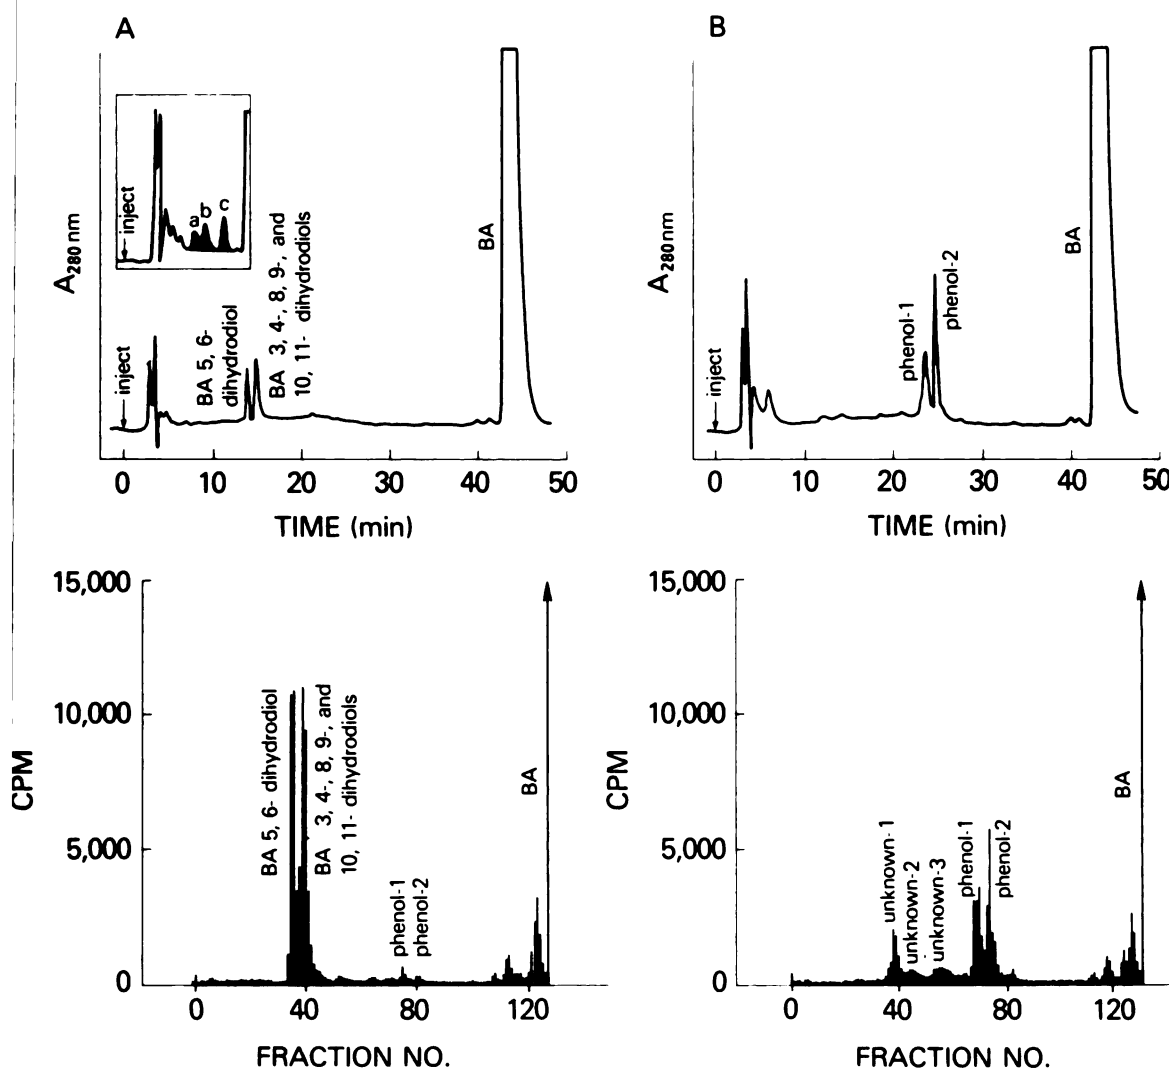 A
B
inject
a b c
A280 nm
inject
BA 5, 6-
dihydrodiol
BA 3, 4-, 8, 9-, and
10, 11- dihydrodiols
BA
0 10 20 30 40 50
TIME (min)
A280 nm
inject
phenol-1
phenol-2
BA
0 10 20 30 40 50
TIME (min)
15,000
10,000
5,000
0
CPM
BA 5, 6- dihydrodiol
BA 3, 4-, 8, 9-, and
10, 11- dihydrodiols
phenol-1
phenol-2
BA
0 40 80 120
FRACTION NO.
15,000
10,000
5,000
0
CPM
unknown-1
unknown-2
unknown-3
phenol-1
phenol-2
BA
0 40 80 120
FRACTION NO.